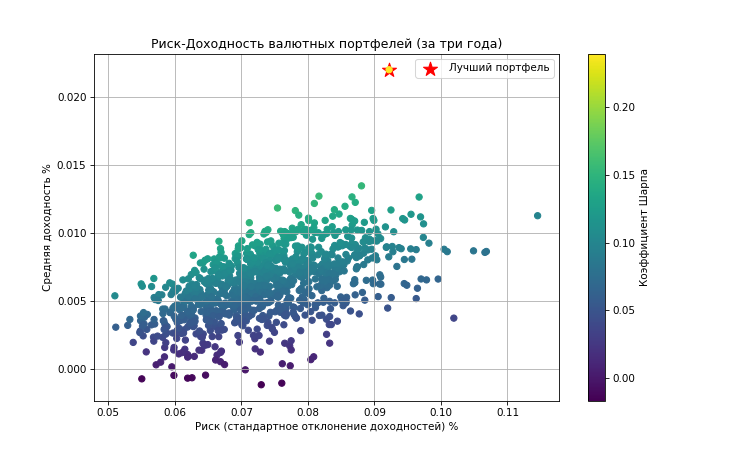 Риск-Доходность валютных портфелей (за три года)
Лучший портфель
Средняя доходность %
0.020
0.015
0.010
0.005
0.000
0.05 0.06 0.07 0.08 0.09 0.10 0.11
Риск (стандартное отклонение доходностей) %
0.20
0.15
0.10
0.05
0.00
Коэффициент Шарпа